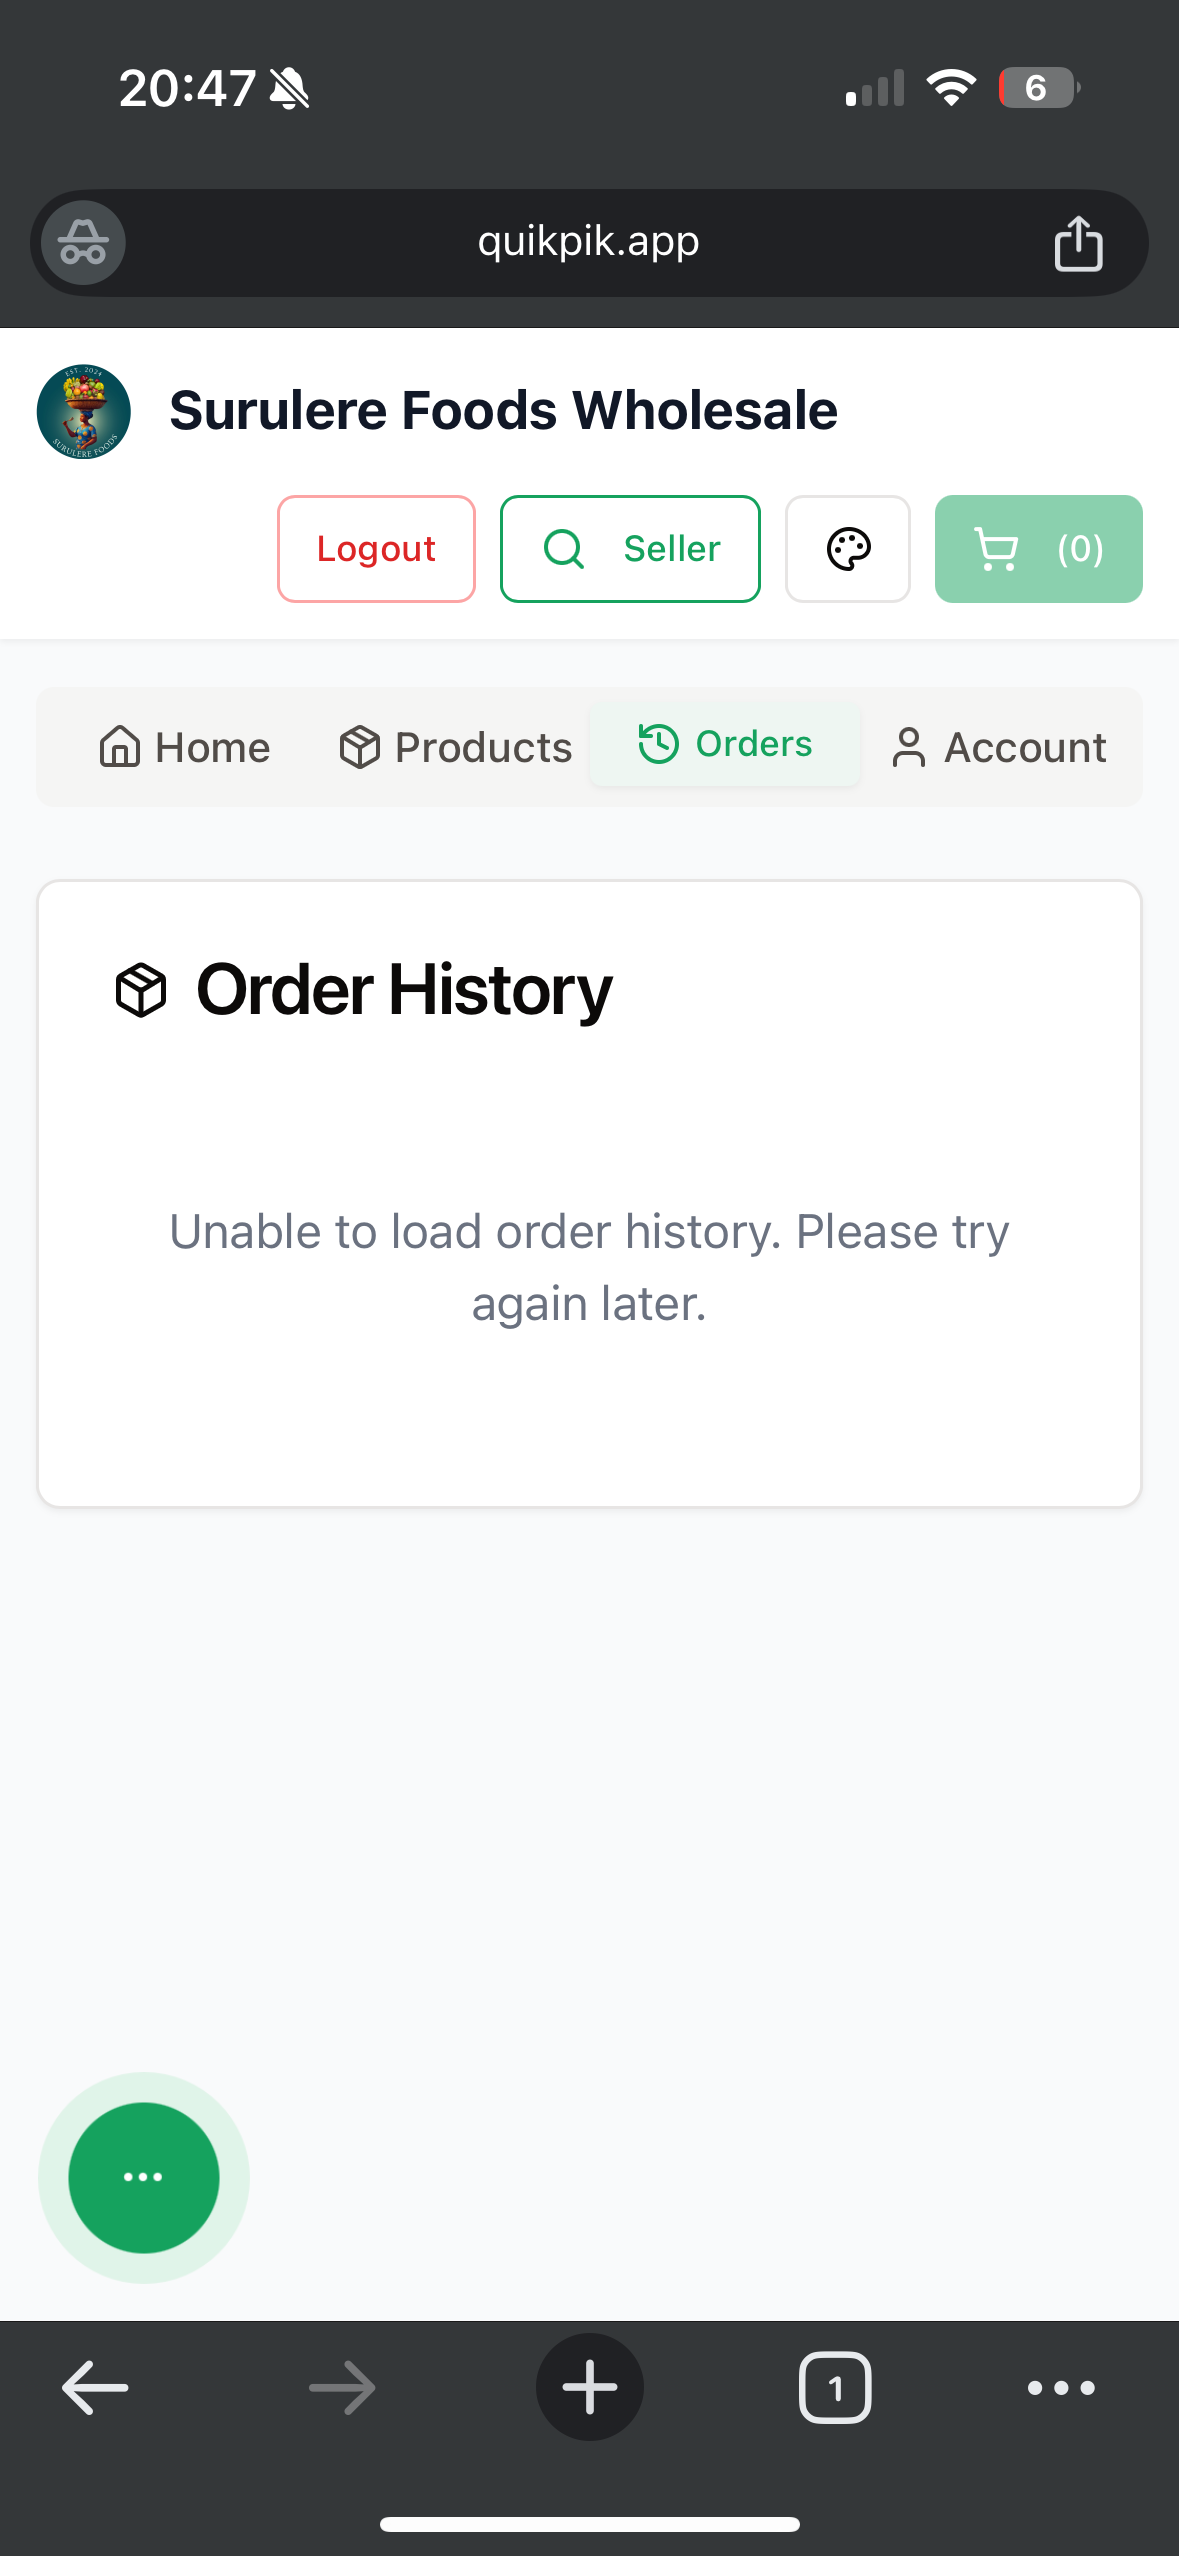 20:47
6
quikpik.app
EST. 2024
SURULERE FOODS
Surulere Foods Wholesale
Logout
Seller
(0)
Home
Products
Orders
Account
Order History
Unable to load order history. Please try
again later.
1